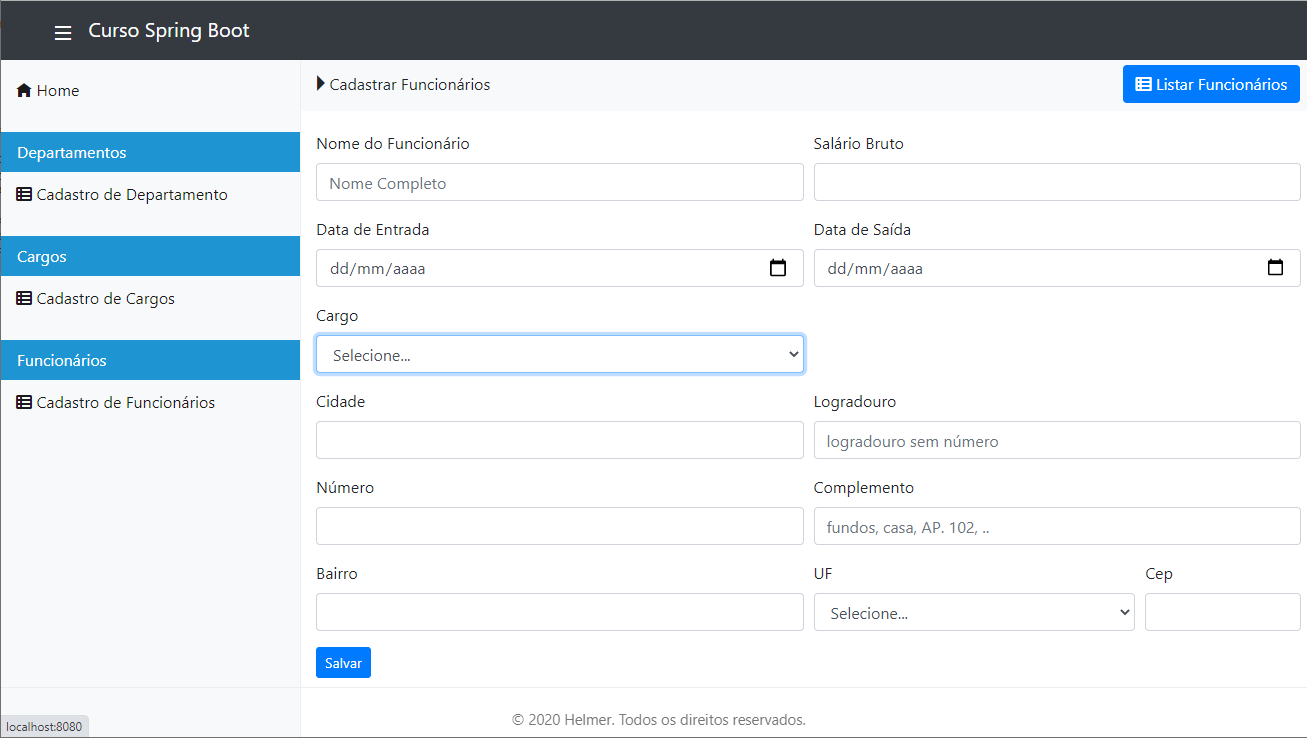 Curso Spring Boot
Home
Departamentos
Cadastro de Departamento
Cargos
Cadastro de Cargos
Funcionários
Cadastro de Funcionários
Cadastrar Funcionários
Listar Funcionários
Nome do Funcionário
Salário Bruto
Nome Completo
Data de Entrada
Data de Saída
dd/mm/aaaa
dd/mm/aaaa
Cargo
Selecione...
Cidade
Logradouro
logradouro sem número
Número
Complemento
fundos, casa, AP. 102, ..
Bairro
UF
Cep
Selecione...
Salvar
© 2020 Helmer. Todos os direitos reservados.
localhost:8080